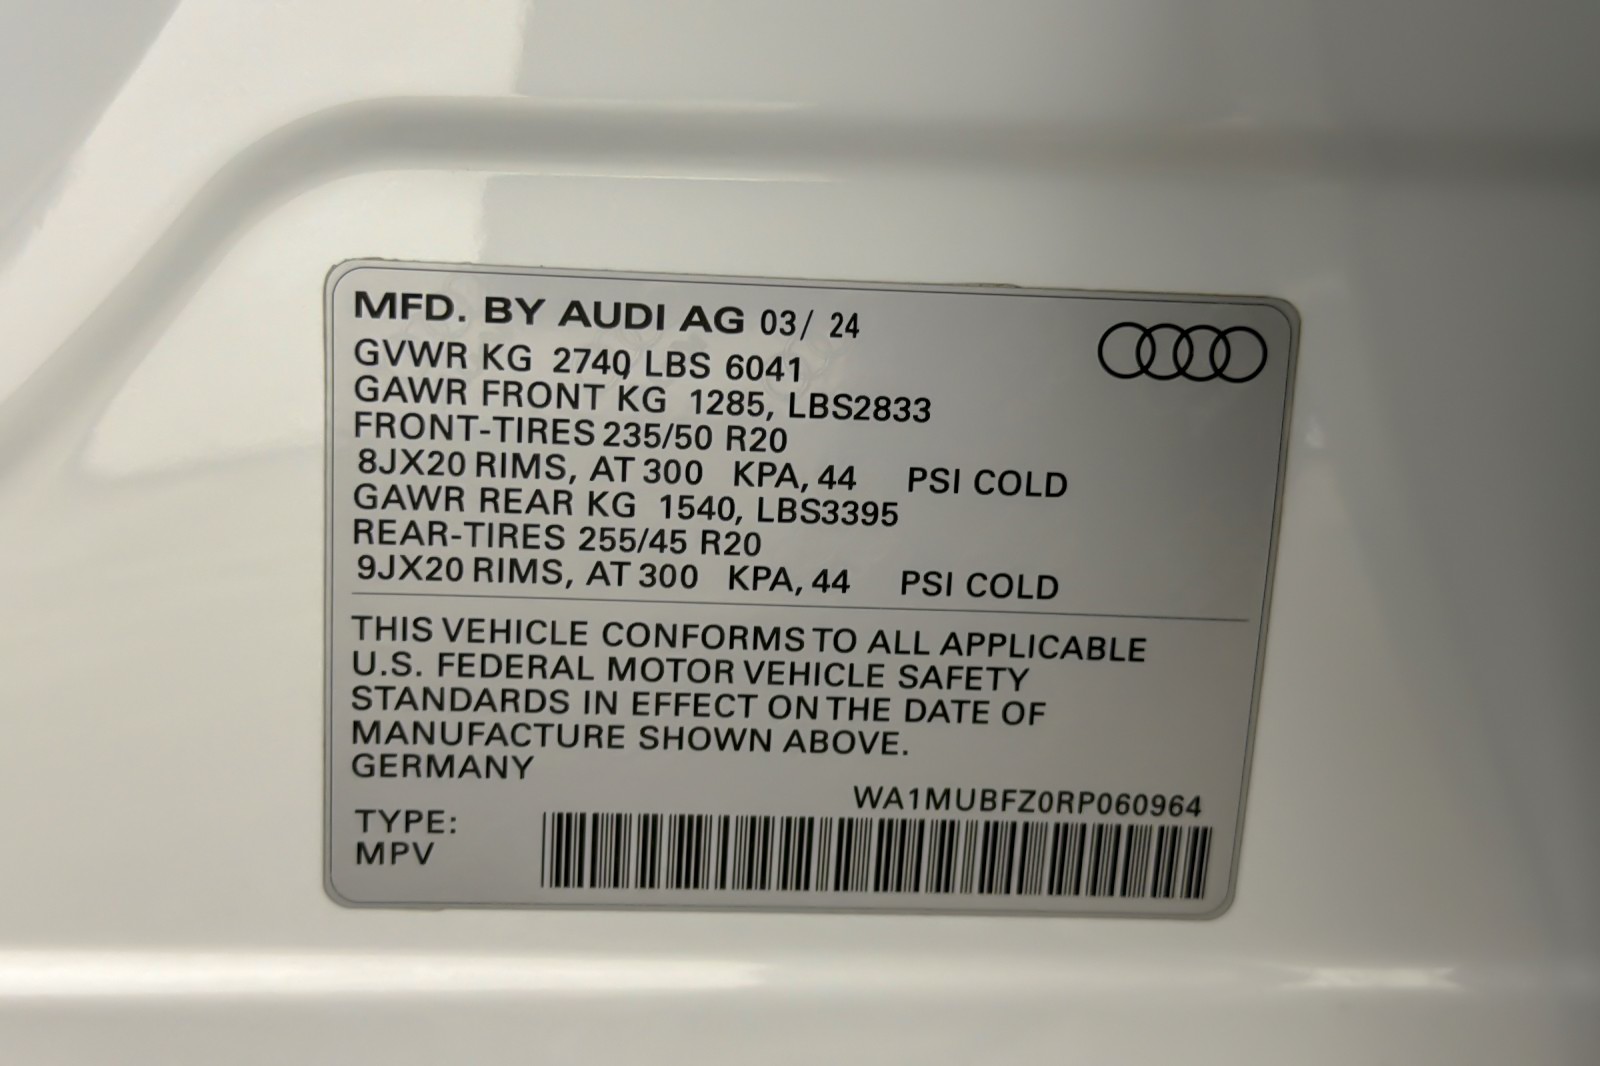 MFD. BY AUDI AG 03/ 24
GVWR KG 2740 LBS 6041
GAWR FRONT KG 1285, LBS2833
FRONT-TIRES 235/50 R20
8JX20 RIMS, AT 300 KPA, 44 PSI COLD
GAWR REAR KG 1540, LBS3395
REAR-TIRES 255/45 R20
9JX20 RIMS, AT 300 KPA, 44 PSI COLD
THIS VEHICLE CONFORMS TO ALL APPLICABLE
U.S. FEDERAL MOTOR VEHICLE SAFETY
STANDARDS IN EFFECT ON THE DATE OF
MANUFACTURE SHOWN ABOVE.
GERMANY
WA1MUBFZ0RP060964
TYPE:
MPV